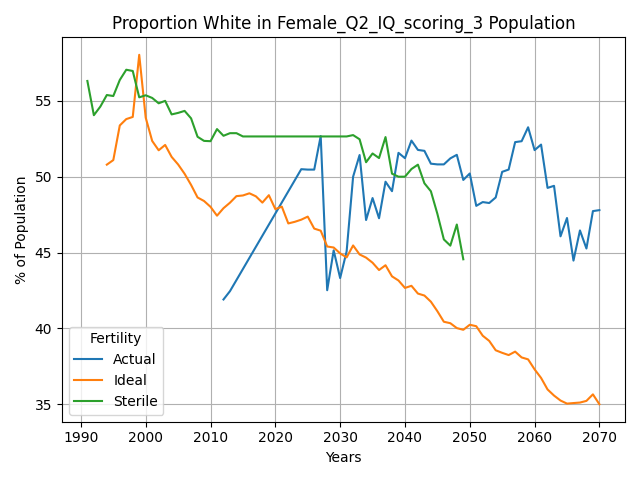 Proportion White in Female_Q2_IQ_scoring_3 Population
% of Population
55
50
45
40
35
Fertility
Actual
Ideal
Sterile
1990 2000 2010 2020 2030 2040 2050 2060 2070
Years